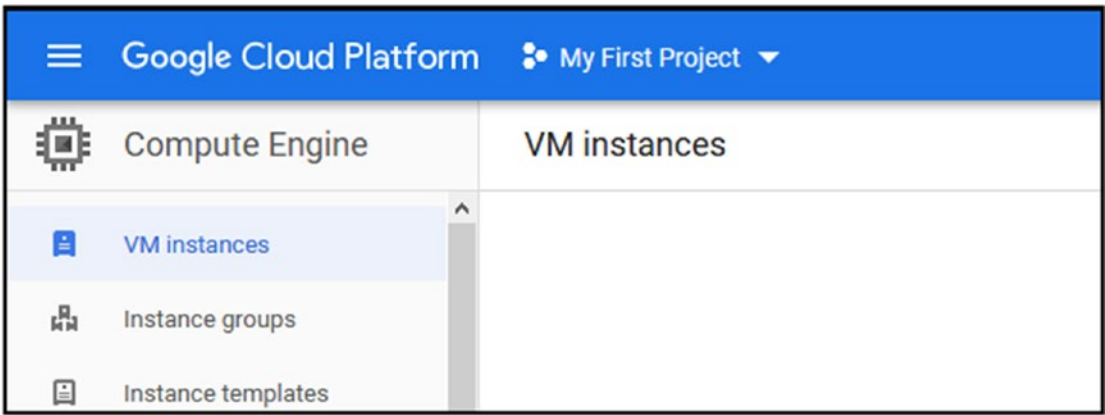 Google Cloud Platform My First Project
Compute Engine
VM instances
VM instances
Instance groups
Instance templates